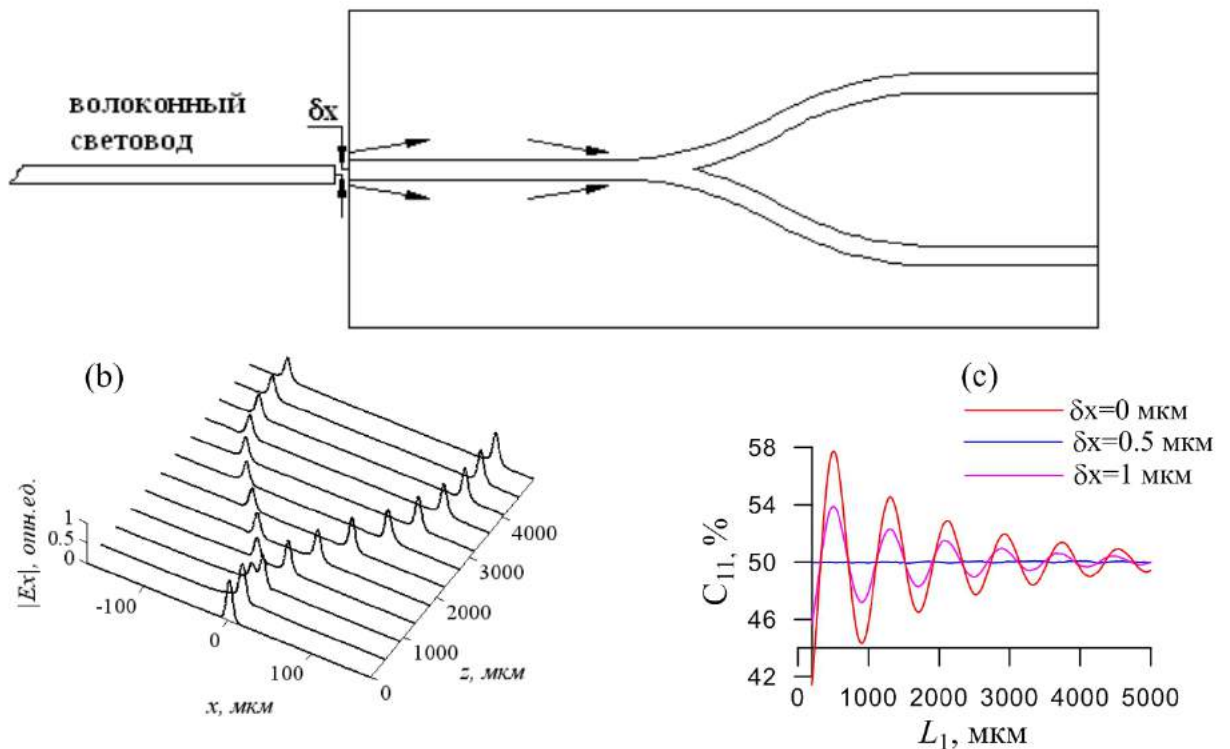 волоконный
световод
δx
(b)
|Ex|, отн.ед.
1
0.5
0
-100
0
100
x, мкм
0
1000
2000
3000
4000
z, мкм
(c)
δx=0 мкм
δx=0.5 мкм
δx=1 мкм
C11, %
58
54
50
46
42
0 1000 2000 3000 4000 5000
L1, мкм